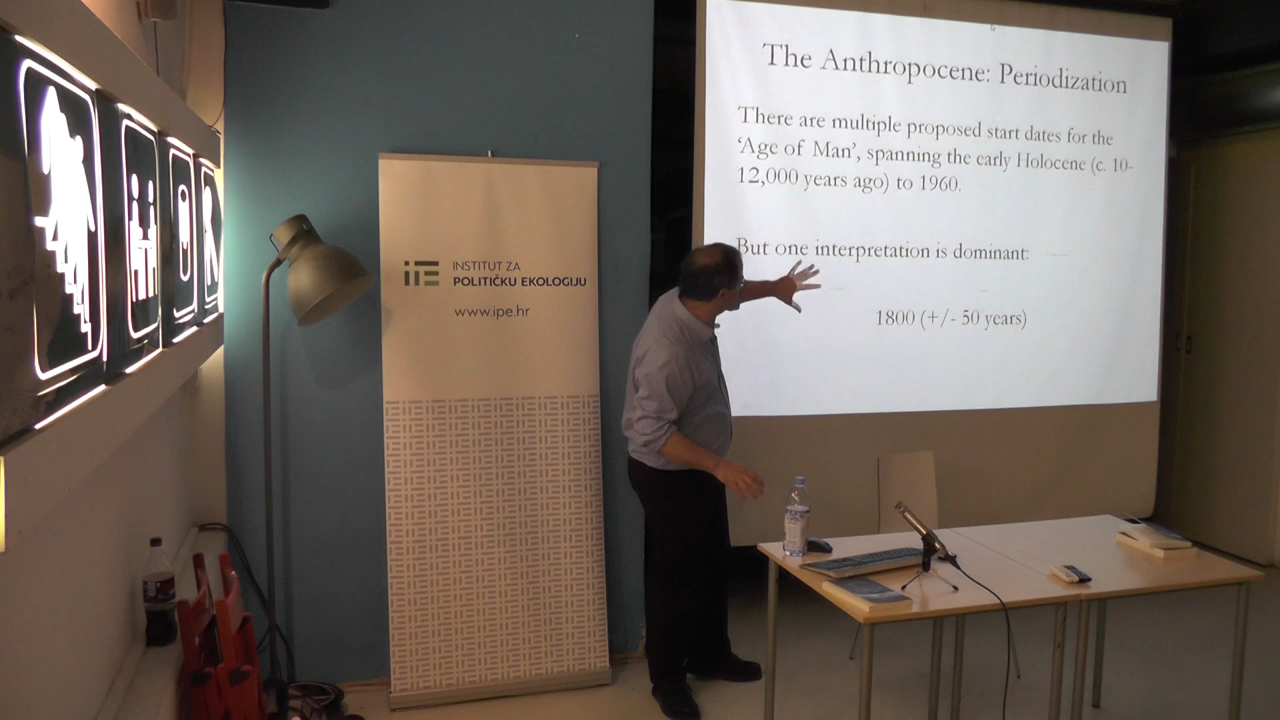 The Anthropocene: Periodization
There are multiple proposed start dates for the
‘Age of Man’, spanning the early Holocene (c. 10-
12,000 years ago) to 1960.
But one interpretation is dominant:
1800 (+/- 50 years)
INSTITUT ZA
POLITIČKU EKOLOGIJU
www.ipe.hr